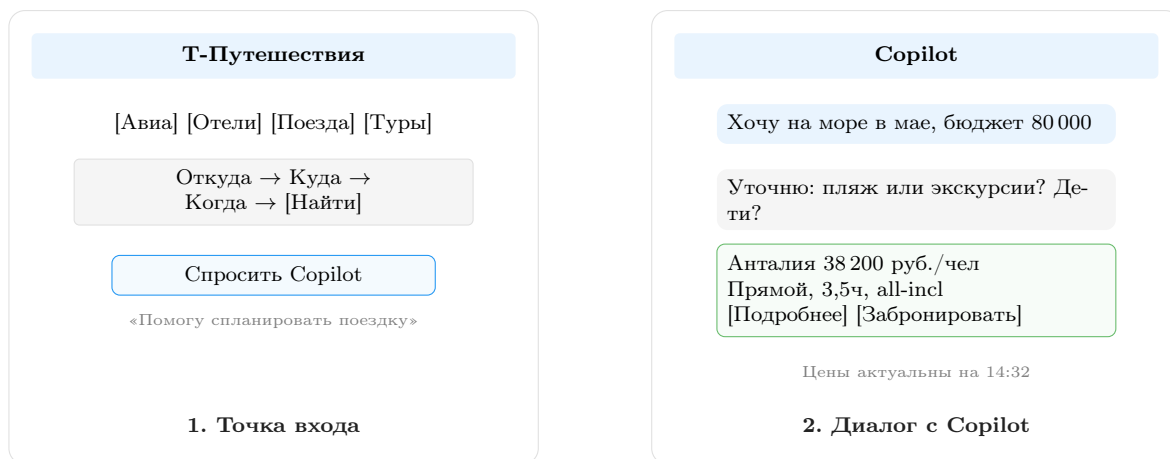 Т-Путешествия
[Авиа] [Отели] [Поезда] [Туры]
Откуда → Куда →
Когда → [Найти]
Спросить Copilot
«Помогу спланировать поездку»
1. Точка входа
Copilot
Хочу на море в мае, бюджет 80 000
Уточню: пляж или экскурсии? Де-
ти?
Анталия 38 200 руб./чел
Прямой, 3,5ч, all-incl
[Подробнее] [Забронировать]
Цены актуальны на 14:32
2. Диалог с Copilot